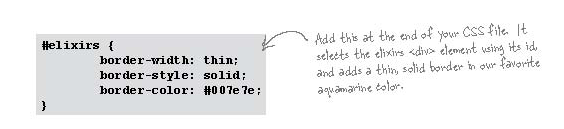 #elixirs {
border-width: thin;
border-style: solid;
border-color: #007e7e;
}
Add this at the end of your CSS file. It
selects the elixirs <div> element using its id,
and adds a thin, solid border in our favorite
aquamarine color.